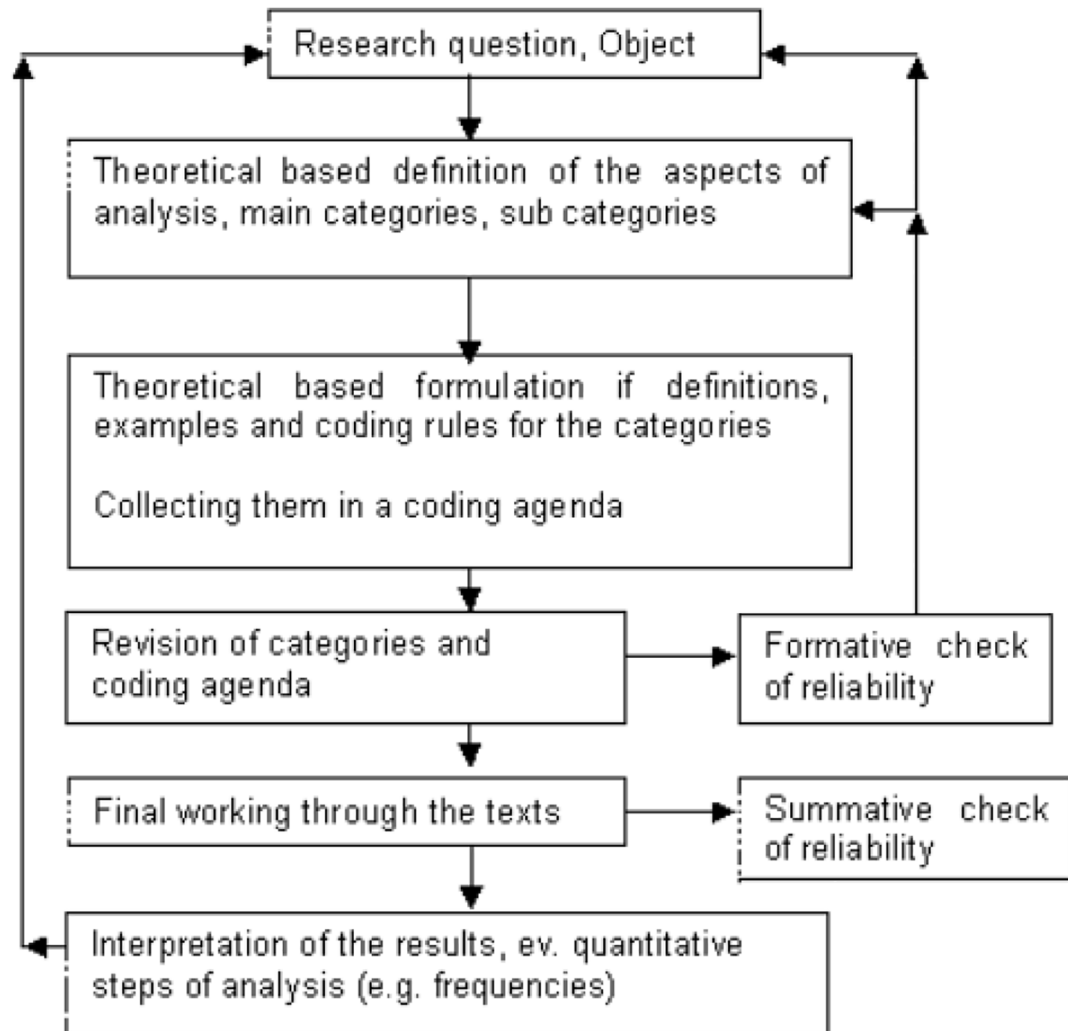 Research question, Object
Theoretical based definition of the aspects of
analysis, main categories, sub categories
Theoretical based formulation if definitions,
examples and coding rules for the categories
Collecting them in a coding agenda
Revision of categories and
coding agenda
Formative check
of reliability
Final working through the texts
Summative check
of reliability
Interpretation of the results, ev. quantitative
steps of analysis (e.g. frequencies)